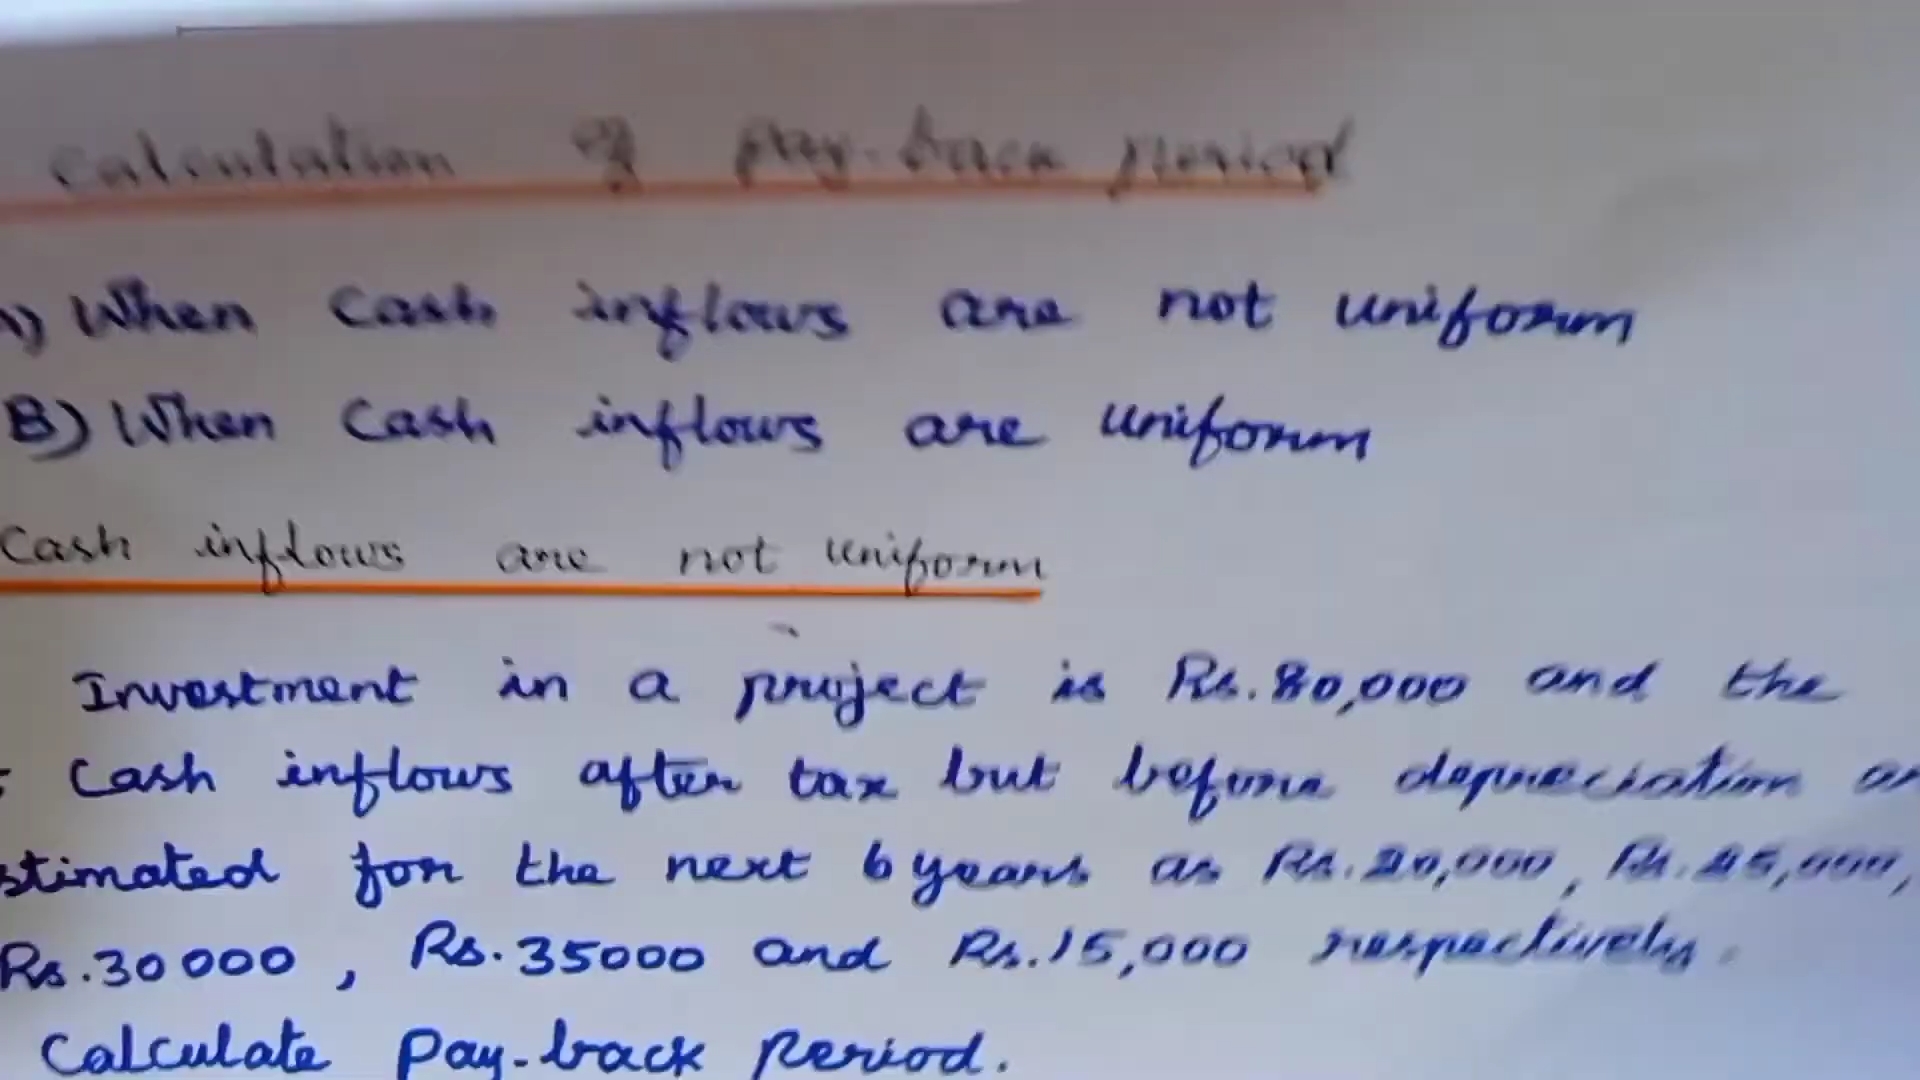 Calculation of pay-back period
A) When Cash inflows are not uniform
B) When Cash inflows are uniform
Cash inflows are not uniform
Investment in a project is Rs.80,000 and the
Cash inflows after tax but before depreciation
stimated for the next 6 years as Rs.20,000, Rs.25,000,
Rs.30000, Rs.35000 and Rs.15,000 respectively.
Calculate Pay-back Period.